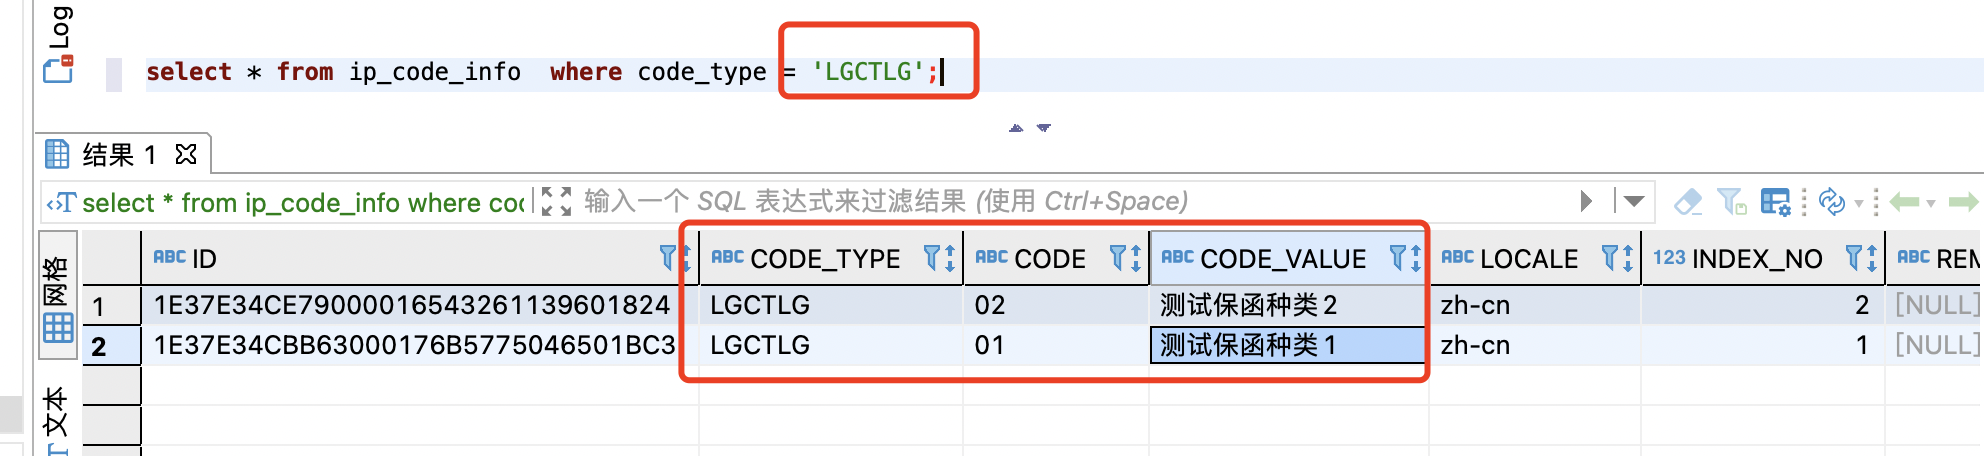 Log
select * from ip_code_info  where code_type = 'LGCTLG';
结果 1
select * from ip_code_info where
输入一个 SQL 表达式来过滤结果 (使用 Ctrl+Space)
网格
文本
ABC ID ABC CODE_TYPE ABC CODE ABC CODE_VALUE ABC LOCALE 123 INDEX_NO ABC
1 1E37E34CE79000016543261139601824 LGCTLG 02 测试保函种类2 zh-cn 2 [NULL]
2 1E37E34CBB63000176B5775046501BC3 LGCTLG 01 测试保函种类1 zh-cn 1 [NULL]